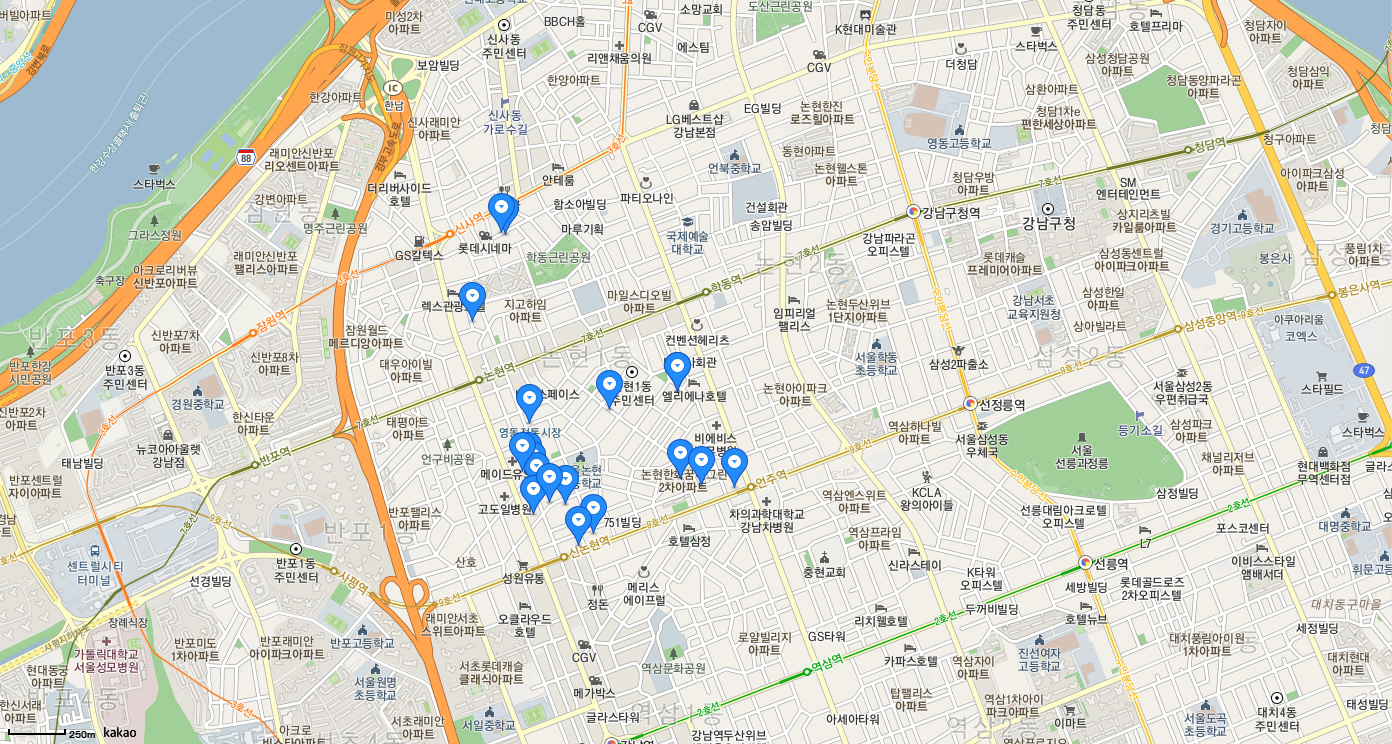 미성2차
아파트
BBCH홀
소망교회
CGV
도산근린공원
K현대미술관
청담동
주민센터
호텔프리마
청담자이
아파트
신사동
주민센터
리앤채움의원
에스팀
스타벅스
보암빌딩
한양아파트
CGV
더청담
삼성청담공원
아파트
청담동양파라곤
아파트
청담삼익
아파트
강변북로
한강아파트
IC
한남
LG베스트샵
강남본점
EG빌딩
논현한진
로즈힐아파트
삼환아파트
청담1차e
편한세상아파트
신사래미안
아파트
신사동
가로수길
영동고등학교
청구아파트
청담역
3호선
88
래미안신반포
리오센트아파트
언북중학교
동현아파트
논현웰스톤
아파트
청담우방
아파트
7호선
SM
엔터테인먼트
아이파크삼성
아파트
스타벅스
더리버사이드
호텔
안테룸
파티오나인
강변아파트
함소아빌딩
건설회관
강남구청역
강남구청
상지리츠빌
카일룸아파트
경기고등학교
그라스정원
명주근린공원
신사역
마루기획
국제예술
대학교
송암빌딩
강남파라곤
오피스텔
롯데시네마
GS칼텍스
학동근린공원
7호선
논현2동
롯데캐슬
프레미어아파트
삼성동센트럴
아이파크아파트
봉은사
풍림1차
아파트
축구장
아크로리버뷰
신반포아파트
래미안신반포
팰리스아파트
3호선
학동역
봉은사역
지고하임
아파트
마일스디오빌
아파트
임피리얼
팰리스
논현두산위브
1단지아파트
강남서초
교육지원청
삼성한일
아파트
반포3동
신반포7차
아파트
잠원역
잠원월드
메르디앙아파트
7호선
컨벤션헤리츠
상아빌라트
삼성중앙역
9호선
아쿠아리움
코엑스
반포한강
시민공원
반포3동
주민센터
신반포8차
아파트
논현1동
서울학동
초등학교
삼성2파출소
삼성2동
대우아이빌
아파트
논현역
엘리에나호텔
논현아이파크
아파트
9호선
서울삼성2동
우편취급국
스타필드
47
경원중학교
신반포2차
아파트
한신타운
아파트
3호선
7호선
태평아트
아파트
영동전통시장
선정릉역
등기소길
스타벅스
뉴코아아울렛
강남점
태남빌딩
언구비공원
비에비스
9호선
역삼하나빌
아파트
서울삼성동
우체국
서울
선릉과정릉
삼성파크
아파트
현대백화점
무역센터점
반포역
언주역
채널리저브
아파트
반포센트럴
자이아파트
고도일병원
2차아파트
KCLA
왕의아이들
삼정빌딩
반포팰리스
아파트
751빌딩
9호선
차의과학대학교
강남차병원
역삼엔스위트
아파트
선릉대림아크로텔
오피스텔
대명중학교
반포1동
신논현역
호텔삼정
역삼프라임
아파트
L7
포스코센터
센트럴시티
터미널
반포1동
주민센터
산호
중현교회
신라스테이
선릉역
이비스스타일
앰배서더
선경빌딩
사평역
9호선
성원유통
메리스
에이프럴
K타워
오피스텔
세방빌딩
롯데골드로즈
2차오피스텔
휘문고등학교
정돈
두꺼비빌딩
2호선
장례식장
래미안서초
스위트아파트
오클라우드
호텔
리치웰호텔
호텔뉴브
대치동구마을
가톨릭대학교
서울성모병원
반포미도
1차아파트
반포래미안
아이파크아파트
반포고등학교
로얄빌리지
아파트
GS타워
세정빌딩
CGV
역삼문화공원
역삼역
카파스호텔
역삼자이
아파트
진선여자
고등학교
대치풍림아이원
1차아파트
대치현대
아파트
서울원명
초등학교
서초롯데캐슬
클래식아파트
메가박스
반포4동
글라스타워
2호선
역삼1동
탑팰리스
아파트
역삼1차아이
파크아파트
이마트
역삼2동
대치4동
주민센터
태성빌딩
서일중학교
서초래미안
아파트
아세아타워
서울도곡
초등학교
강남역
강남역두산위브
250m
kakao